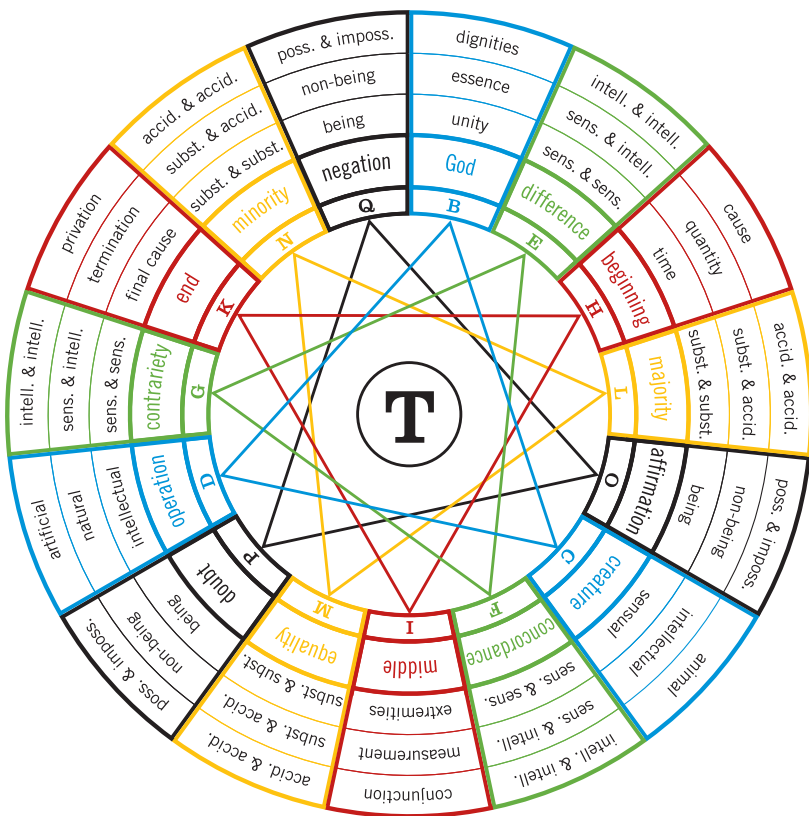 dignities
essence
unity
God
B
intell. & intell.
sens. & intell.
sens. & sens.
difference
E
cause
quantity
time
beginning
H
accid. & accid.
subst. & accid.
subst. & subst.
majority
L
poss. & imposs.
non-being
being
affirmation
O
animal
intellectual
sensual
creature
C
intell. & intell.
sens. & intell.
sens. & sens.
concordance
F
conjunction
measurement
extremities
middle
I
accid. & accid.
subst. & accid.
subst. & subst.
equality
M
poss. & imposs.
non-being
being
doubt
P
artificial
natural
intellectual
operation
D
intell. & intell.
sens. & intell.
sens. & sens.
contrariety
G
privation
termination
final cause
end
K
accid. & accid.
subst. & accid.
subst. & subst.
minority
N
poss. & imposs.
non-being
being
negation
Q
T